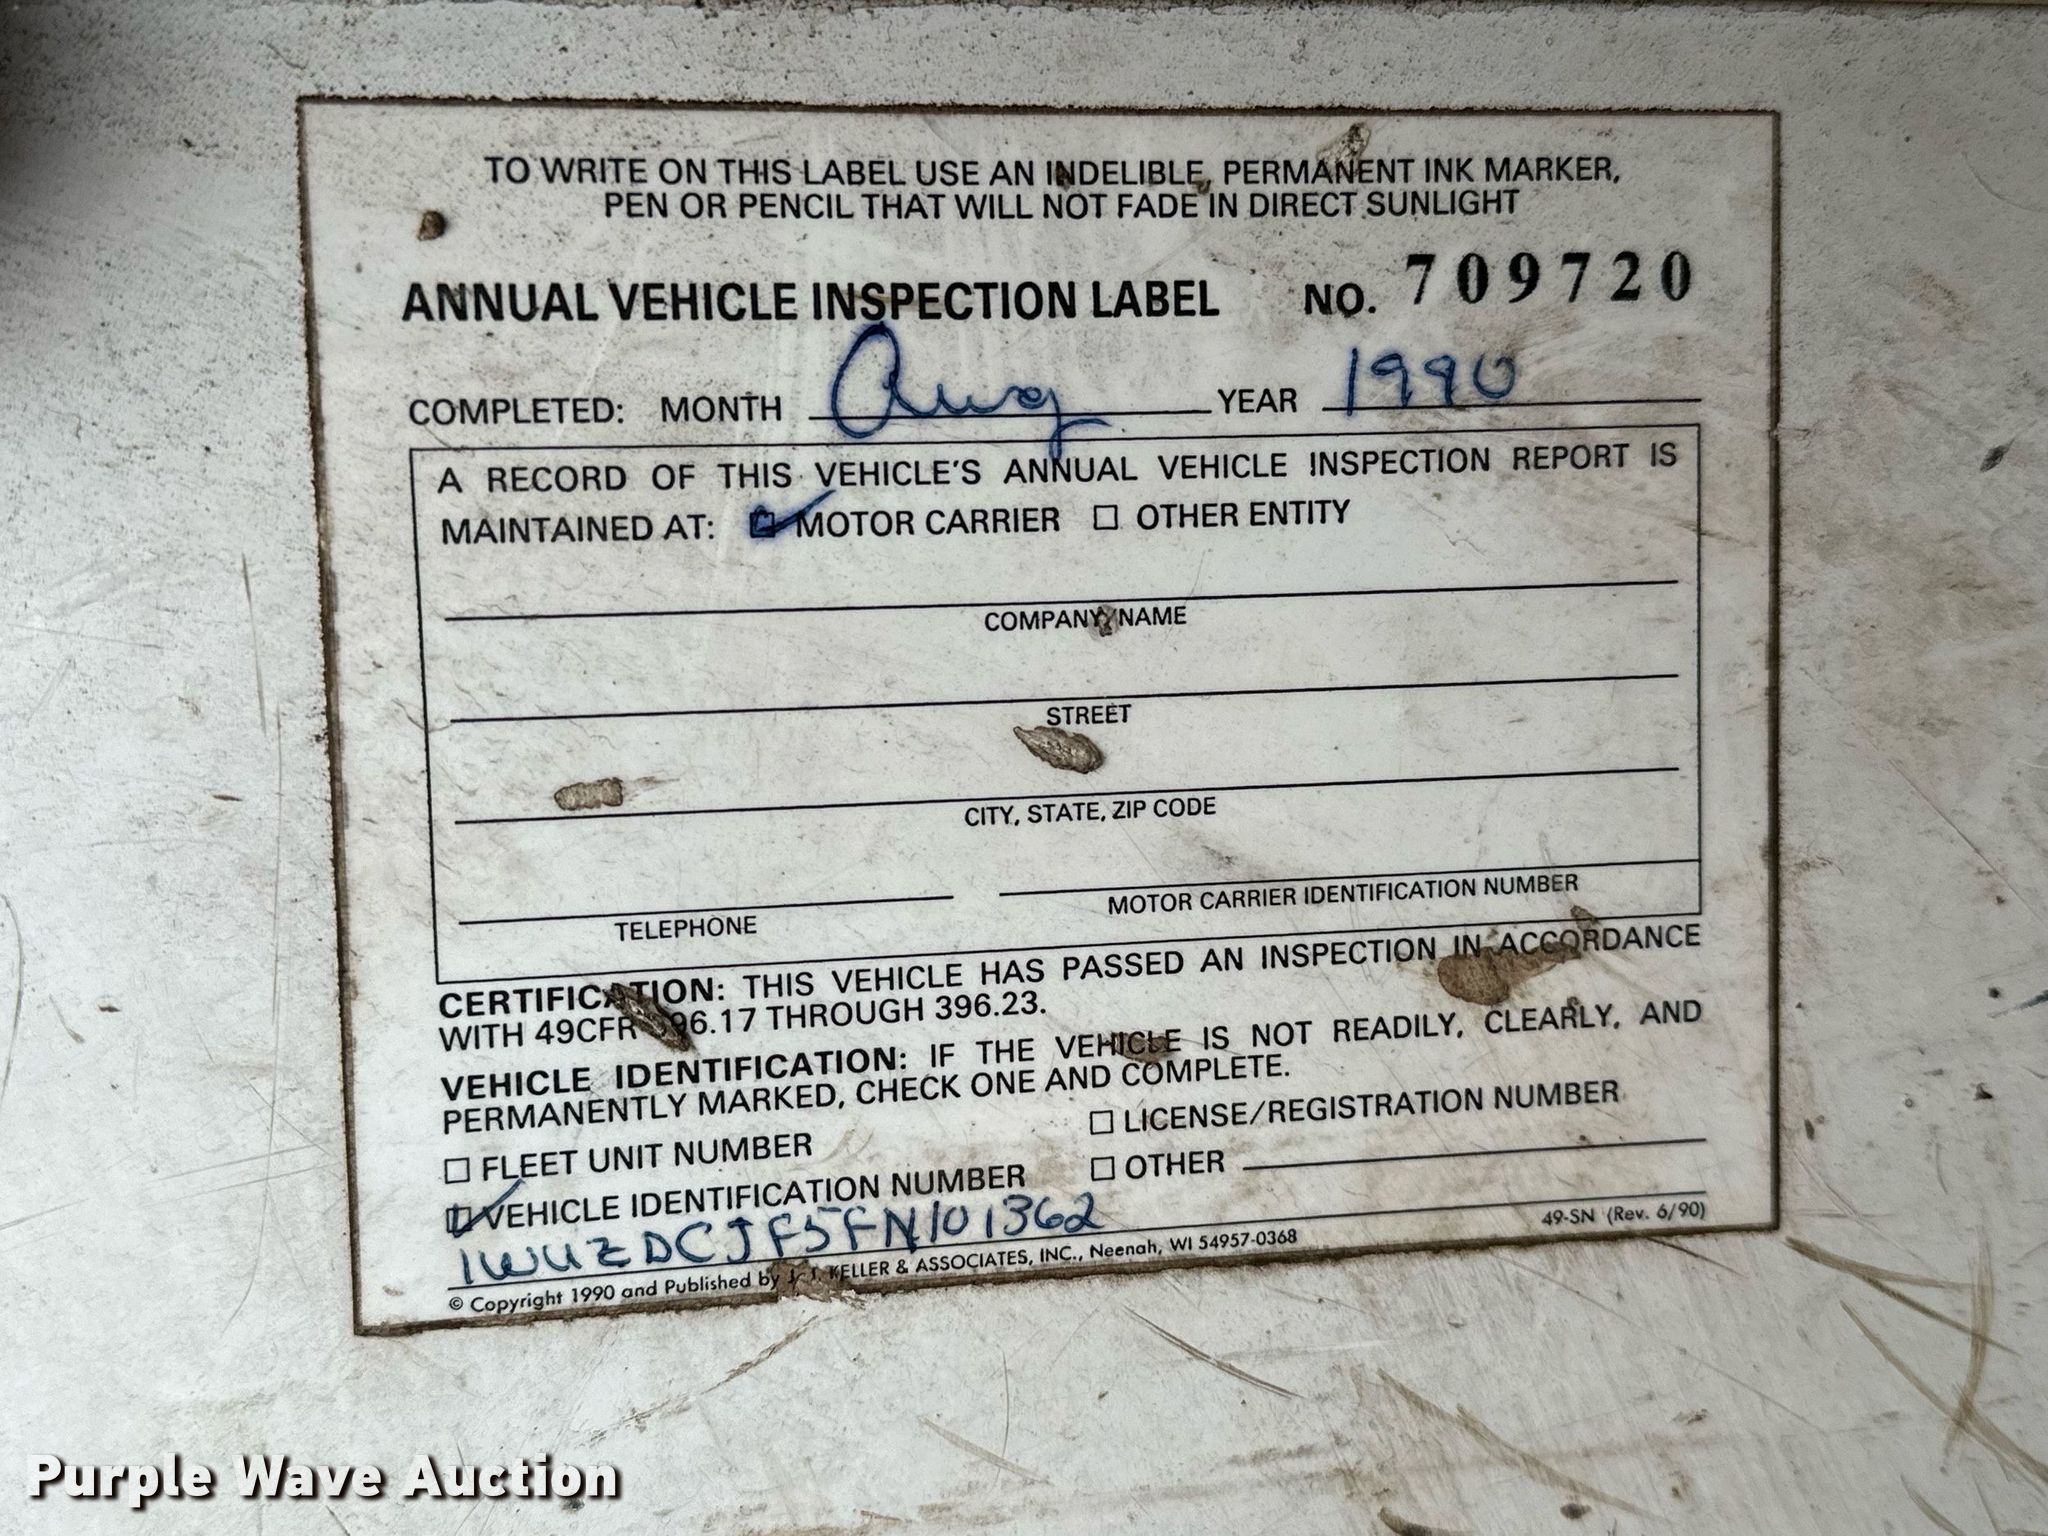 TO WRITE ON THIS LABEL USE AN INDELIBLE, PERMANENT INK MARKER,
PEN OR PENCIL THAT WILL NOT FADE IN DIRECT SUNLIGHT
ANNUAL VEHICLE INSPECTION LABEL NO. 709720
COMPLETED: MONTH Aug YEAR 1990
A RECORD OF THIS VEHICLE'S ANNUAL VEHICLE INSPECTION REPORT IS
MAINTAINED AT: ☑ MOTOR CARRIER ☐ OTHER ENTITY
COMPANY NAME
STREET
CITY, STATE, ZIP CODE
TELEPHONE MOTOR CARRIER IDENTIFICATION NUMBER
CERTIFICATION: THIS VEHICLE HAS PASSED AN INSPECTION IN ACCORDANCE
WITH 49CFR 396.17 THROUGH 396.23.
VEHICLE IDENTIFICATION: IF THE VEHICLE IS NOT READILY, CLEARLY, AND
PERMANENTLY MARKED, CHECK ONE AND COMPLETE.
☐ FLEET UNIT NUMBER ☐ LICENSE/REGISTRATION NUMBER
☑ VEHICLE IDENTIFICATION NUMBER ☐ OTHER
1WUZDCJF5FN101362
© Copyright 1990 and Published by J. J. KELLER & ASSOCIATES, INC., Neenah, WI 54957-0368 49-SN (Rev. 6/90)
Purple Wave Auction